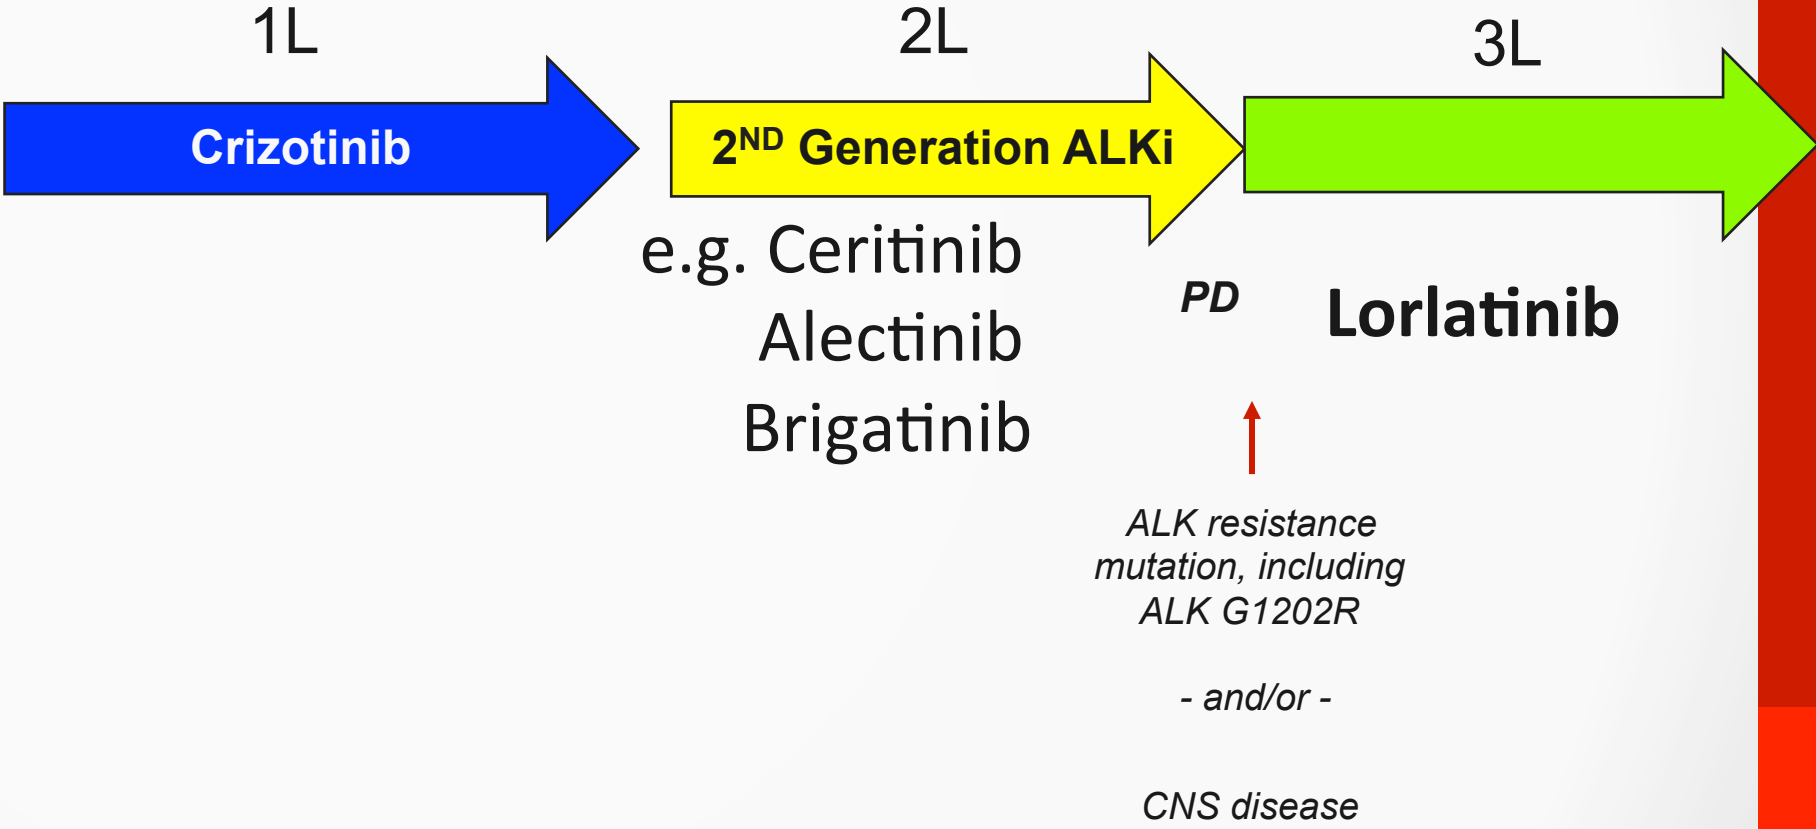 1L
2L
3L
Crizotinib
2ND Generation ALKi
e.g. Ceritinib
Alectinib
Brigatinib
PD
Lorlatinib
ALK resistance
mutation, including
ALK G1202R
- and/or -
CNS disease